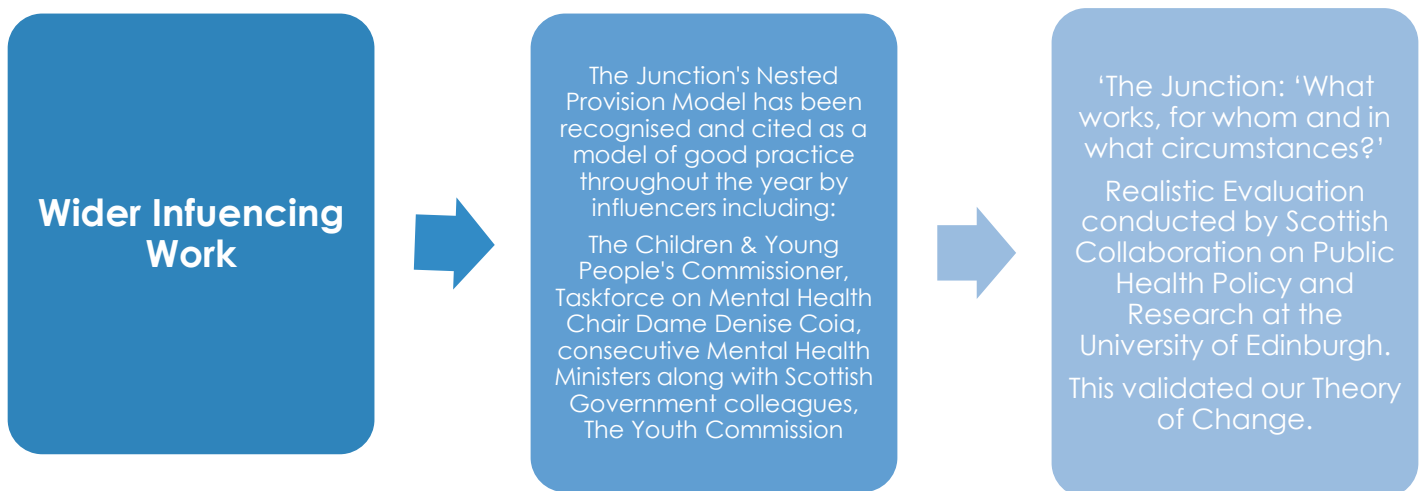 Wider Infuencing
Work
The Junction's Nested
Provision Model has been
recognised and cited as a
model of good practice
throughout the year by
influencers including:
The Children & Young
People's Commissioner,
Taskforce on Mental Health
Chair Dame Denise Coia,
consecutive Mental Health
Ministers along with Scottish
Government colleagues,
The Youth Commission
‘The Junction: ‘What
works, for whom and in
what circumstances?’
Realistic Evaluation
conducted by Scottish
Collaboration on Public
Health Policy and
Research at the
University of Edinburgh.
This validated our Theory
of Change.